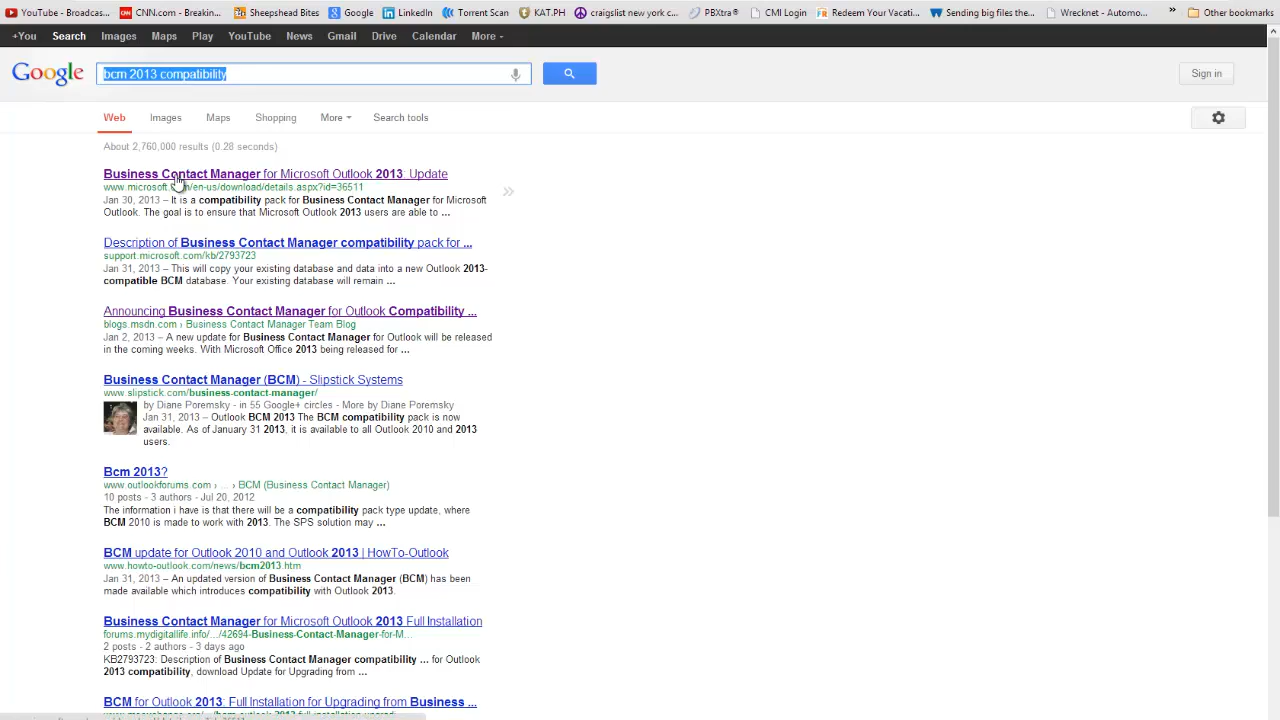 YouTube - Broadcas... CNN.com - Breakin... Sheepshead Bites Google LinkedIn Torrent Scan KAT.PH craigslist new york c... PBXtra® CMI Login Redeem Your Vacati... Sending big files the... Wrecknet - Automo... » Other bookmarks
+You Search Images Maps Play YouTube News Gmail Drive Calendar More
Google bcm 2013 compatibility Sign in
Web Images Maps Shopping More Search tools
About 2,760,000 results (0.28 seconds)
Business Contact Manager for Microsoft Outlook 2013: Update
www.microsoft. /en-us/download/details.aspx?id=36511
Jan 30, 2013 – It is a compatibility pack for Business Contact Manager for Microsoft
Outlook. The goal is to ensure that Microsoft Outlook 2013 users are able to ...
Description of Business Contact Manager compatibility pack for ...
support.microsoft.com/kb/2793723
Jan 31, 2013 – This will copy your existing database and data into a new Outlook 2013-
compatible BCM database. Your existing database will remain ...
Announcing Business Contact Manager for Outlook Compatibility ...
blogs.msdn.com › Business Contact Manager Team Blog
Jan 2, 2013 – A new update for Business Contact Manager for Outlook will be released
in the coming weeks. With Microsoft Office 2013 being released for ...
Business Contact Manager (BCM) - Slipstick Systems
www.slipstick.com/business-contact-manager/
by Diane Poremsky - in 55 Google+ circles - More by Diane Poremsky
Jan 31, 2013 – Outlook BCM 2013 The BCM compatibility pack is now
available. As of January 31 2013, it is available to all Outlook 2010 and 2013
users.
Bcm 2013?
www.outlookforums.com › ... › BCM (Business Contact Manager)
10 posts - 3 authors - Jul 20, 2012
The information i have is that there will be a compatibility pack type update, where
BCM 2010 is made to work with 2013. The SPS solution may ...
BCM update for Outlook 2010 and Outlook 2013 | HowTo-Outlook
www.howto-outlook.com/news/bcm2013.htm
Jan 31, 2013 – An updated version of Business Contact Manager (BCM) has been
made available which introduces compatibility with Outlook 2013.
Business Contact Manager for Microsoft Outlook 2013 Full Installation
forums.mydigitallife.info/.../42694-Business-Contact-Manager-for-M...
2 posts - 2 authors - 3 days ago
KB2793723: Description of Business Contact Manager compatibility ... for Outlook
2013 compatibility, download Update for Upgrading from ...
BCM for Outlook 2013: Full Installation for Upgrading from Business ...